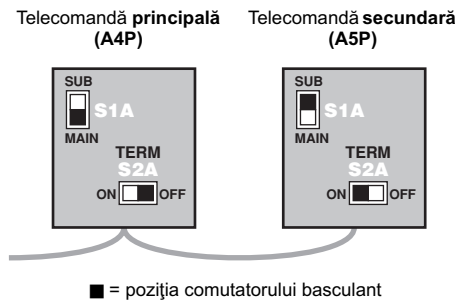 Telecomandă principală
(A4P)
Telecomandă secundară
(A5P)
SUB
S1A
MAIN
TERM
S2A
ON OFF
SUB
S1A
MAIN
TERM
S2A
ON OFF
■ = poziţia comutatorului basculant